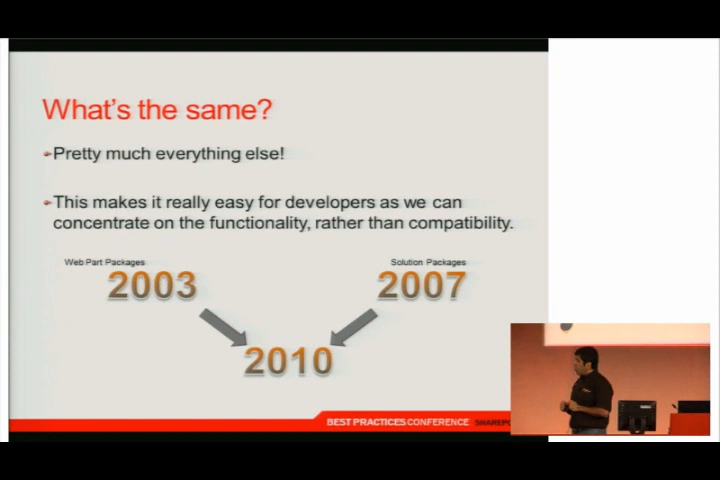 What's the same?
Pretty much everything else!
This makes it really easy for developers as we can
concentrate on the functionality, rather than compatibility.
Web Part Packages
Solution Packages
2003
2007
2010
BEST PRACTICES CONFERENCE